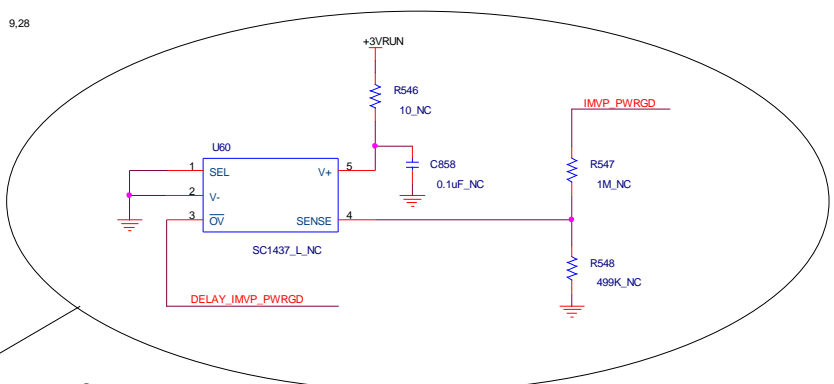 9,28
+3VRUN
R546
10_NC
IMVP_PWRGD
U60
1 SEL V+ 5
C858
0.1uF_NC
R547
1M_NC
2 V-
3 OV SENSE 4
SC1437_L_NC
R548
499K_NC
DELAY_IMVP_PWRGD